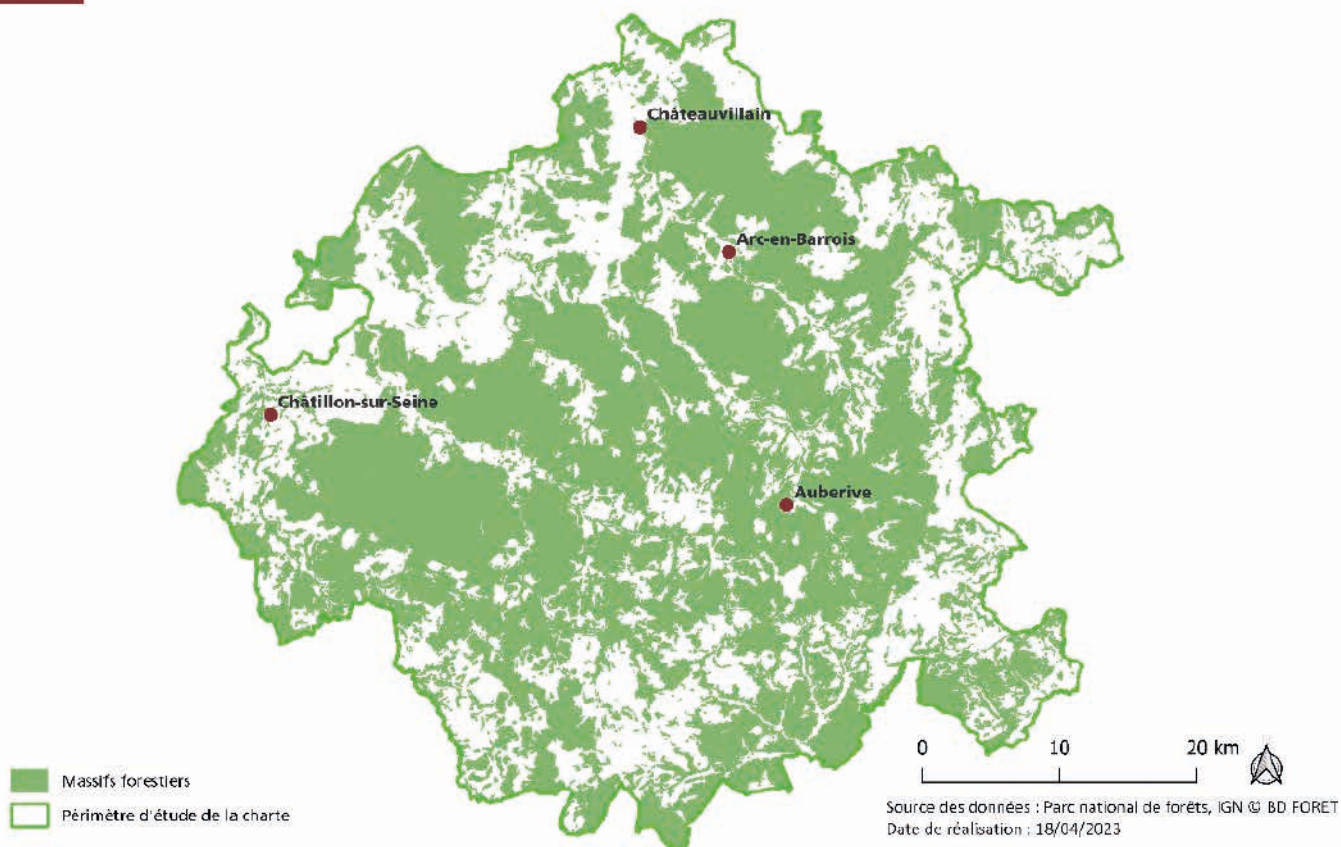 Châteauvillain
Arc-en-Barrois
Châtillon-sur-Seine
Auberive
0 10 20 km
Massifs forestiers
Périmètre d'étude de la charte
Source des données : Parc national de forêts, IGN © BD FORET
Date de réalisation : 18/04/2023